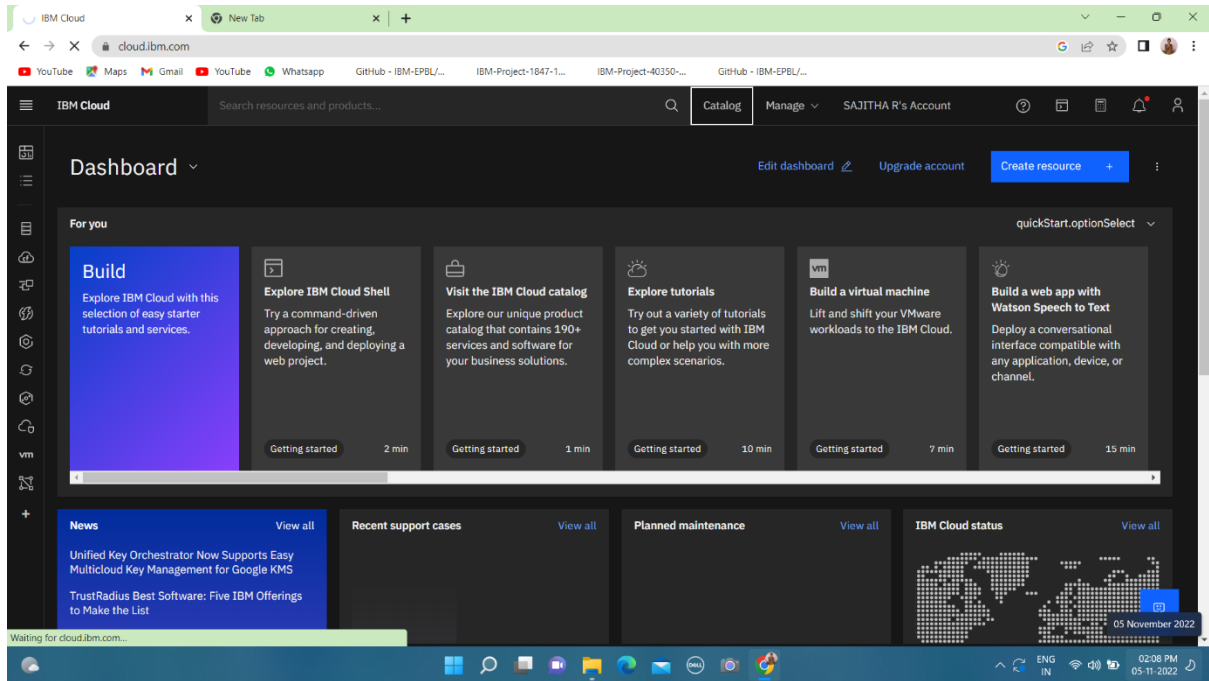 IBM Cloud
New Tab
cloud.ibm.com
YouTube Maps Gmail YouTube Whatsapp GitHub - IBM-EPBL/... IBM-Project-1847-1... IBM-Project-40350-... GitHub - IBM-EPBL/...
IBM Cloud Search resources and products... Catalog Manage SAJITHA R's Account
Dashboard
Edit dashboard Upgrade account Create resource +
For you
quickStart.optionSelect
Build
Explore IBM Cloud with this
selection of easy starter
tutorials and services.
Explore IBM Cloud Shell
Try a command-driven
approach for creating,
developing, and deploying a
web project.
Getting started 2 min
Visit the IBM Cloud catalog
Explore our unique product
catalog that contains 190+
services and software for
your business solutions.
Getting started 1 min
Explore tutorials
Try out a variety of tutorials
to get you started with IBM
Cloud or help you with more
complex scenarios.
Getting started 10 min
vm
Build a virtual machine
Lift and shift your VMware
workloads to the IBM Cloud.
Getting started 7 min
Build a web app with
Watson Speech to Text
Deploy a conversational
interface compatible with
any application, device, or
channel.
Getting started 15 min
vm
News View all
Unified Key Orchestrator Now Supports Easy
Multicloud Key Management for Google KMS
TrustRadius Best Software: Five IBM Offerings
to Make the List
Recent support cases View all
Planned maintenance View all
IBM Cloud status View all
05 November 2022
Waiting for cloud.ibm.com...
DELL
ENG
IN
02:08 PM
05-11-2022